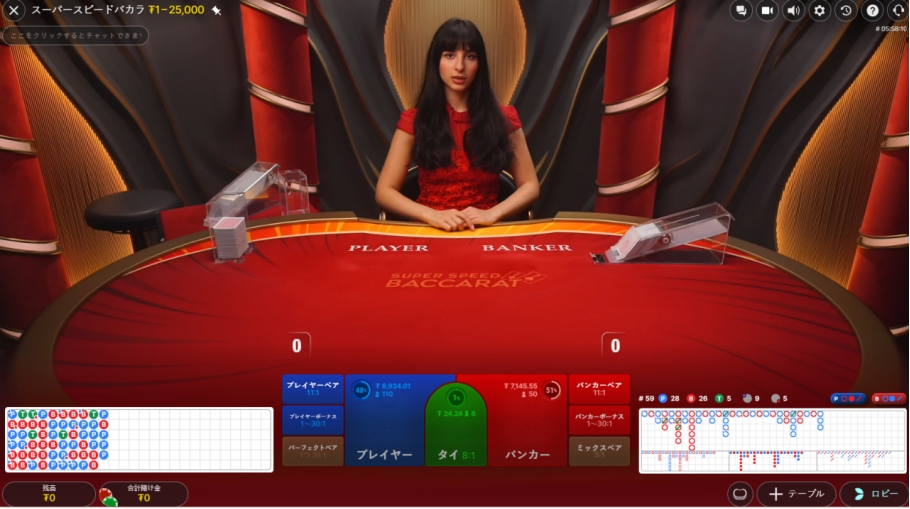 スーパースピードバカラ ₮1–25,000
ここをクリックするとチャットできま
# 05:58:10
PLAYER BANKER
SUPER SPEED
BACCARAT
0 0
プレイヤーペア
11:1
プレイヤーボーナス
1～30:1
パーフェクトペア
48%
₮ 6,934.01
110
プレイヤー
1%
₮ 24.24 6
タイ 8:1
₮ 7,145.55
50
51%
バンカー
バンカーペア
11:1
バンカーボーナス
1～30:1
ミックスペア
# 59 P 28 B 26 T 5 9 5
P B
残高
₮0
合計賭け金
₮0
テーブル
ロビー